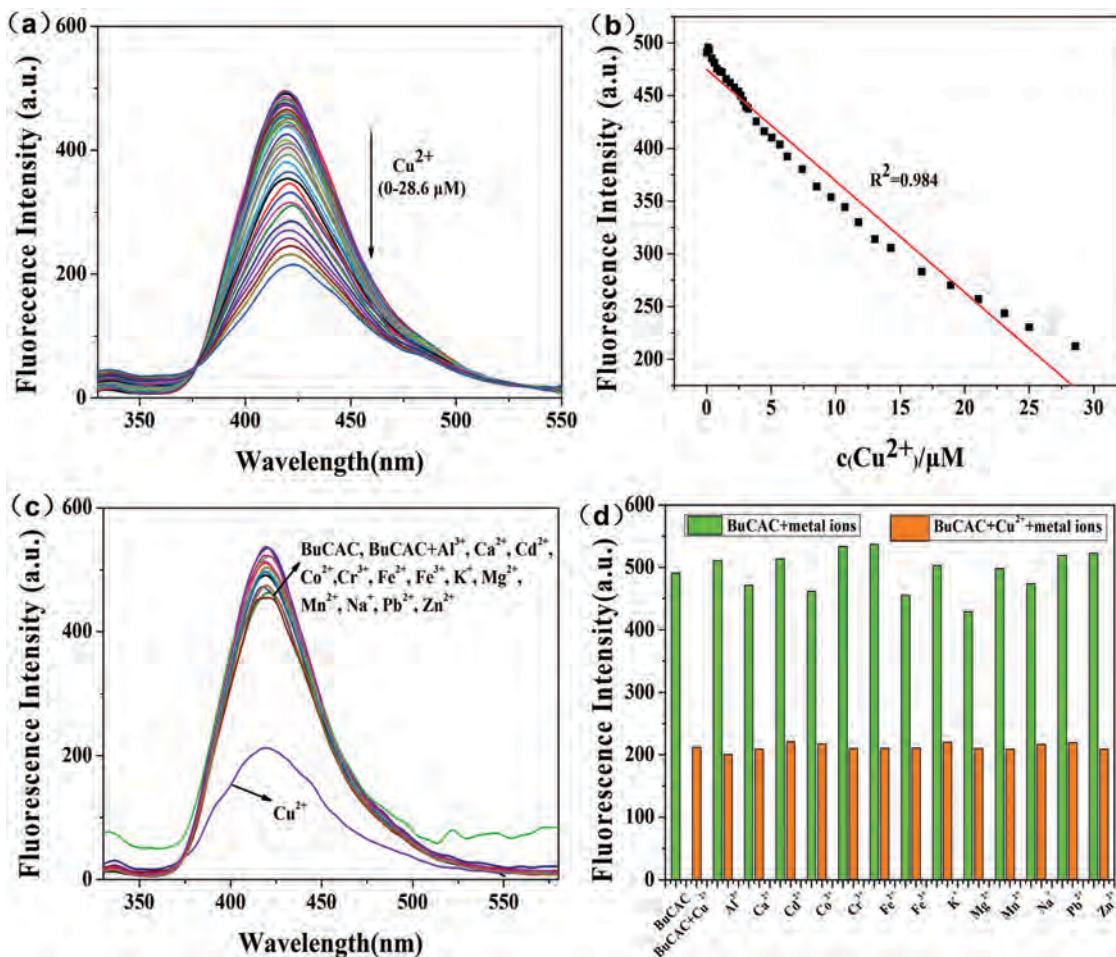 (a)
600
400
200
0
350
400
450
500
550
Fluorecence Intensity (a.u.)
Wavelength(nm)
Cu²⁺
(0-28.6 μM)
(b)
500
450
400
350
300
250
200
0
5
10
15
20
25
30
Fluorescence Intensity (a.u.)
c(Cu²⁺)/μM
R²=0.984
(c)
600
400
200
0
350
400
450
500
550
Fluorescence Intensity (a.u.)
Wavelength(nm)
BuCAC, BuCAC+Al³⁺, Ca²⁺, Cd²⁺,
Co²⁺,Cr³⁺, Fe²⁺, Fe³⁺, K⁺, Mg²⁺,
Mn²⁺, Na⁺, Pb²⁺, Zn²⁺
Cu²⁺
(d)
600
500
400
300
200
100
0
Fluorescence Intensity(a.u.)
BuCAC+metal ions
BuCAC+Cu²⁺+metal ions
BuCAC
BuCAC+Cu²⁺
Al³⁺
Ca²⁺
Cd²⁺
Co²⁺
Cr³⁺
Fe²⁺
Fe³⁺
K⁺
Mg²⁺
Mn²⁺
Na⁺
Pb²⁺
Zn²⁺